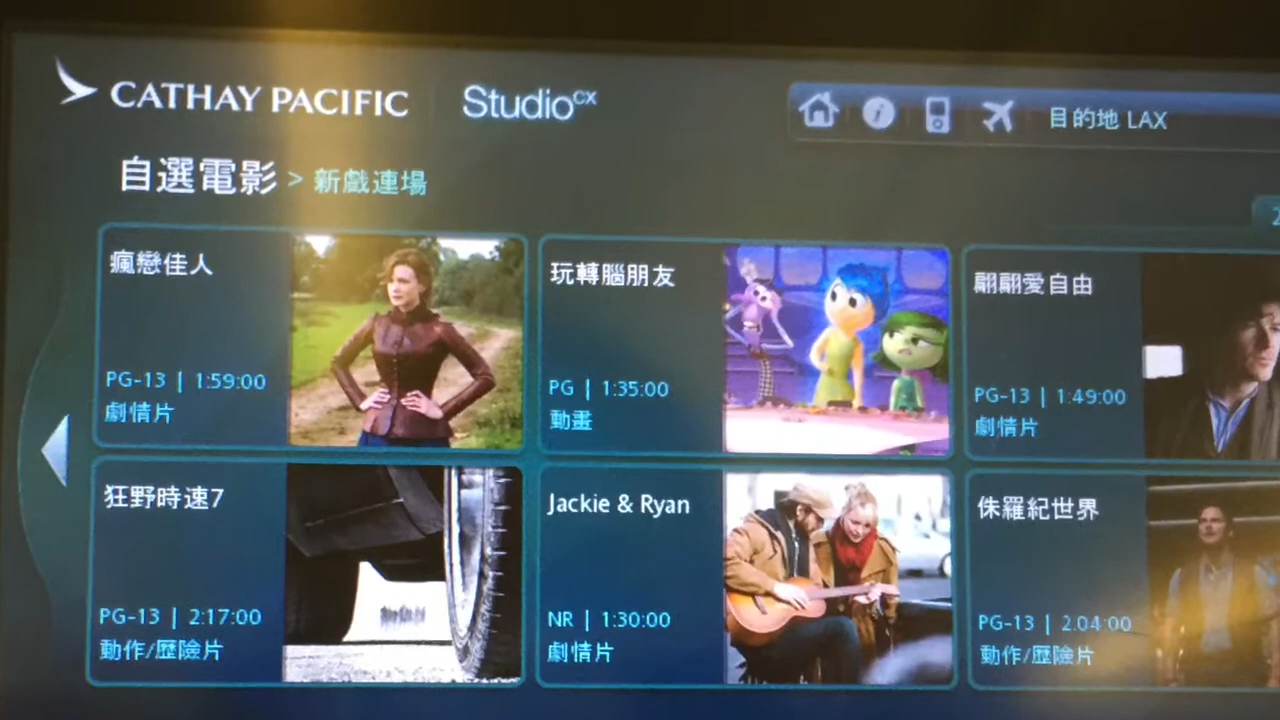 CATHAY PACIFIC
Studio CX
目的地 LAX
自選電影 > 新戲連場
瘋戀佳人
PG-13 | 1:59:00
劇情片
玩轉腦朋友
PG | 1:35:00
動畫
翩翩愛自由
PG-13 | 1:49:00
劇情片
狂野時速7
PG-13 | 2:17:00
動作/歷險片
Jackie & Ryan
NR | 1:30:00
劇情片
侏羅紀世界
PG-13 | 2:04:00
動作/歷險片